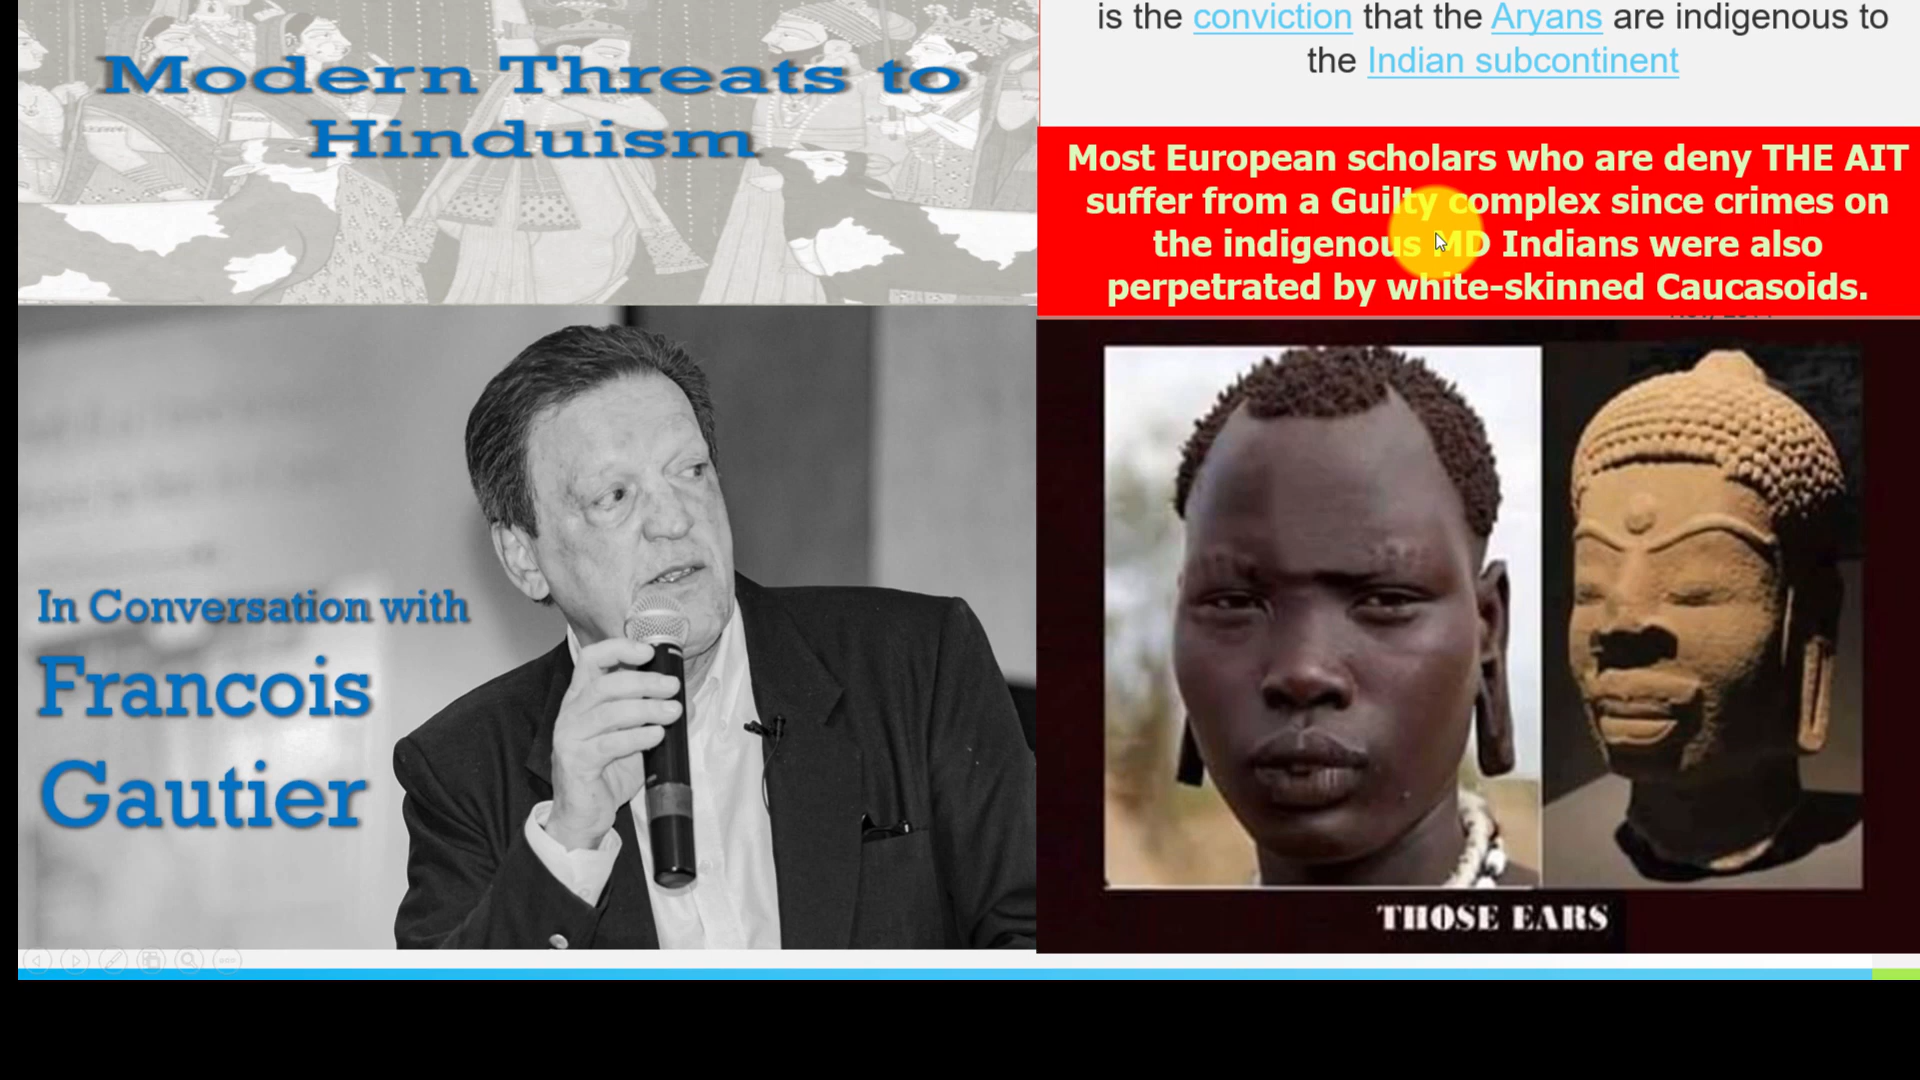 Modern Threats to
Hinduism
In Conversation with
Francois
Gautier
is the conviction that the Aryans are indigenous to
the Indian subcontinent
Most European scholars who are deny THE AIT
suffer from a Guilty complex since crimes on
the indigenous MD Indians were also
perpetrated by white-skinned Caucasoids.
THOSE EARS